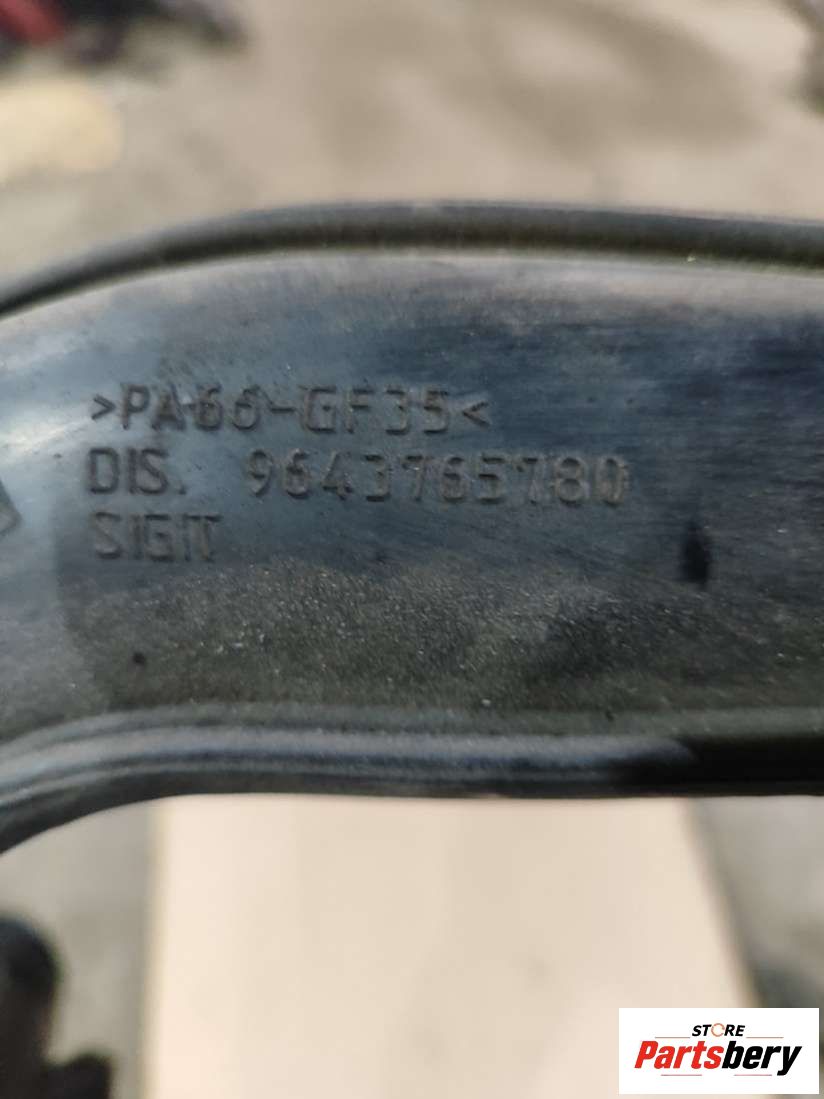 >PA66-GF35<
DIS. 9643765780
SIGIT
STORE
Partsbery